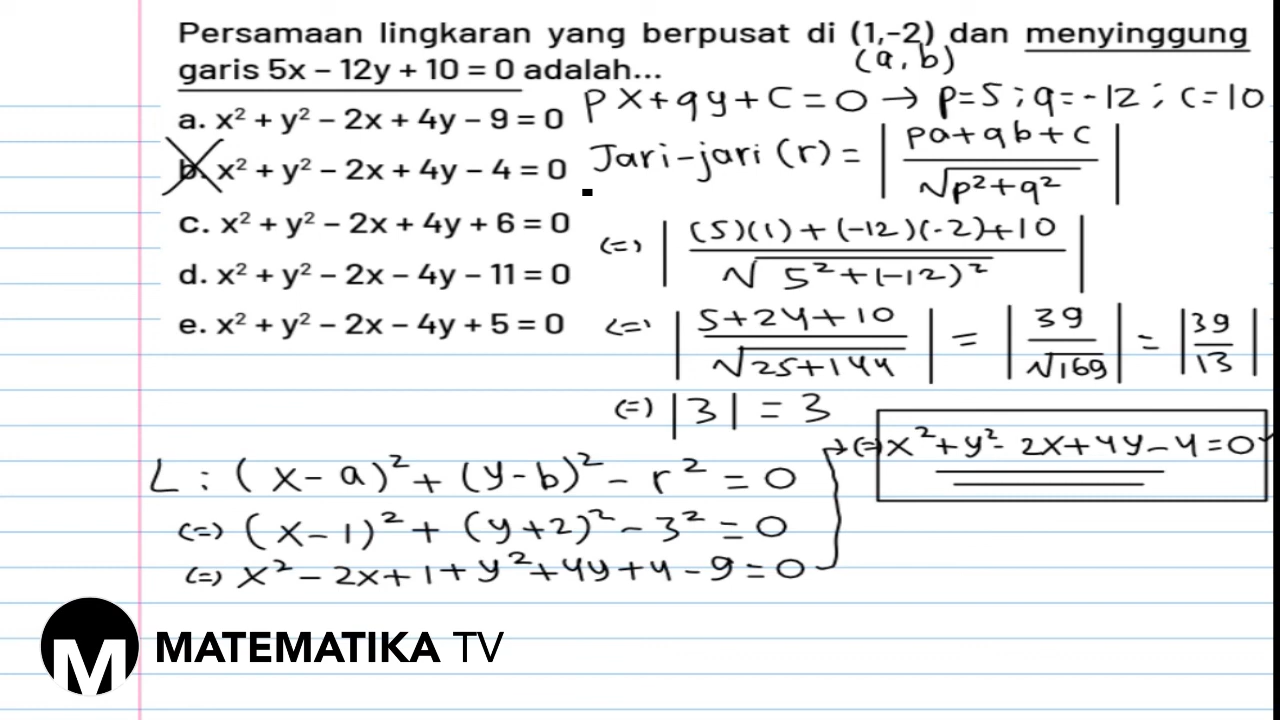 Persamaan lingkaran yang berpusat di (1,-2) dan menyinggung
(a, b)
garis 5x – 12y + 10 = 0 adalah...
px + qy + c = 0 → p=5 ; q=-12 ; c=10
a. x² + y² – 2x + 4y – 9 = 0
Jari-jari (r) = | pa+qb+c / √p²+q² |
b. x² + y² – 2x + 4y – 4 = 0
c. x² + y² – 2x + 4y + 6 = 0
(=) | (5)(1)+(-12)(-2)+10 / √5²+(-12)² |
d. x² + y² – 2x – 4y – 11 = 0
e. x² + y² – 2x – 4y + 5 = 0
(=) | 5+24+10 / √25+144 | = | 39 / √169 | = | 39 / 13 |
(=) |3| = 3
(=) x²+y²- 2x+4y-4=0
L : (x-a)² + (y-b)² - r² = 0
(=) (x-1)² + (y+2)² - 3² = 0
(=) x² - 2x+1+y²+4y+4-9=0
M MATEMATIKA TV